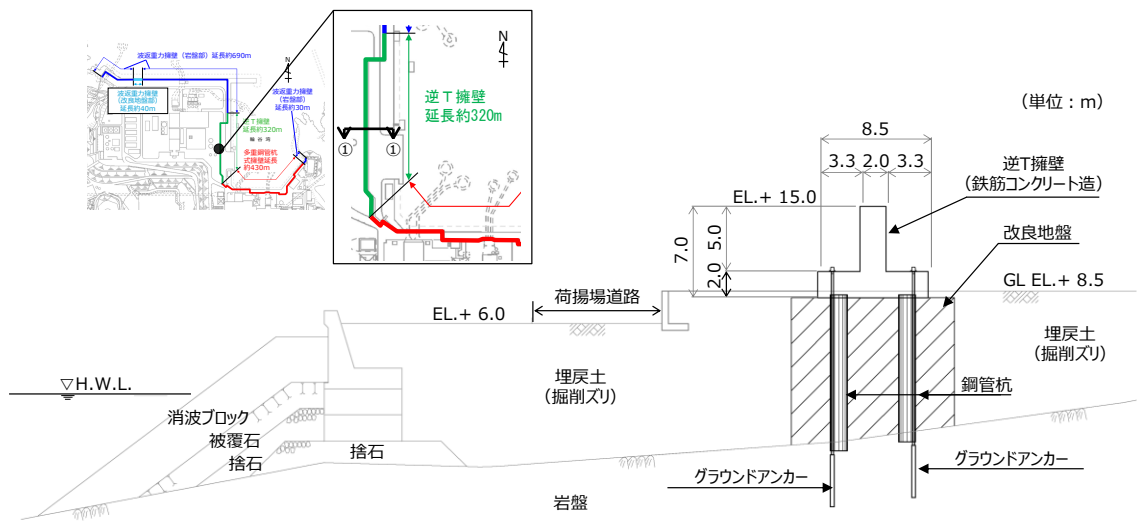 波返重力擁壁（岩盤部）延長約690m
波返重力擁壁
（改良地盤部）
延長約40m
波返重力擁壁
（岩盤部）
延長約30m
逆T擁壁
延長約320m
輪谷湾
多重鋼管杭
式擁壁延長
約430m
N
N
逆T擁壁
延長約320m
① ①
（単位：m）
8.5
3.3 2.0 3.3
逆T擁壁
（鉄筋コンクリート造）
EL.+ 15.0
7.0
5.0
2.0
改良地盤
GL EL.+ 8.5
荷揚場道路
EL.+ 6.0
埋戻土
（掘削ズリ）
埋戻土
（掘削ズリ）
▽H.W.L.
鋼管杭
消波ブロック
被覆石
捨石
捨石
グラウンドアンカー
グラウンドアンカー
岩盤